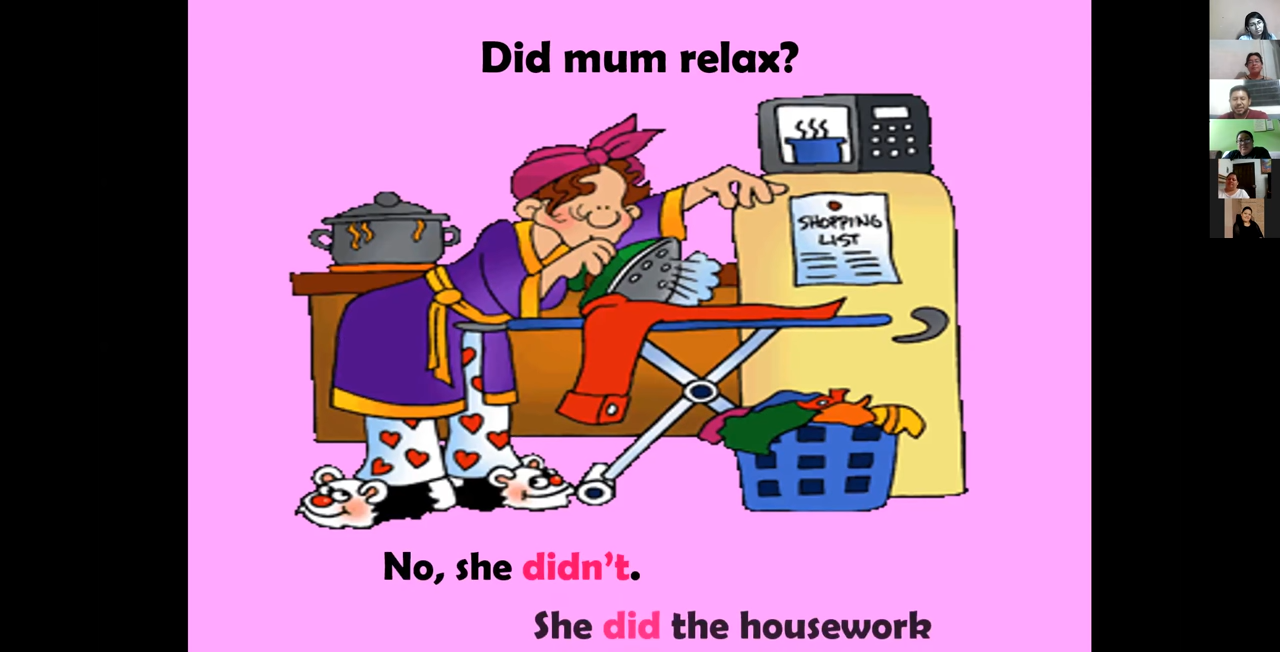 Did mum relax?
SHOPPING
LIST
No, she didn't.
She did the housework